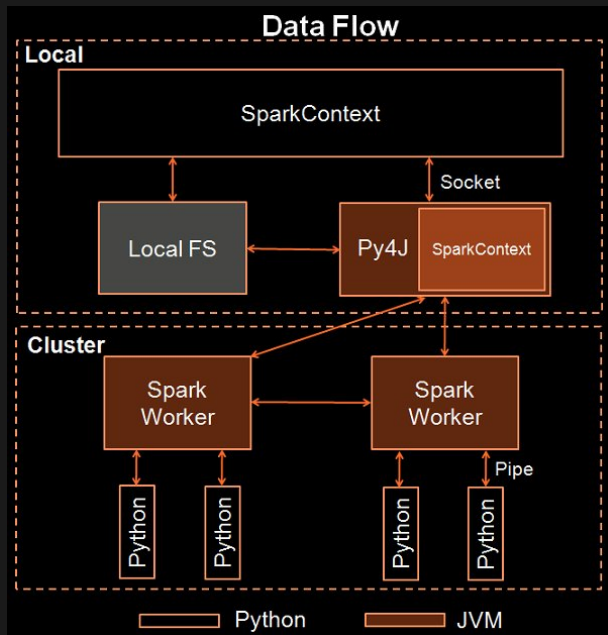 Data Flow
Local
SparkContext
Socket
Local FS
Py4J
SparkContext
Cluster
Spark
Worker
Spark
Worker
Pipe
Python
Python
Python
Python
Python
JVM